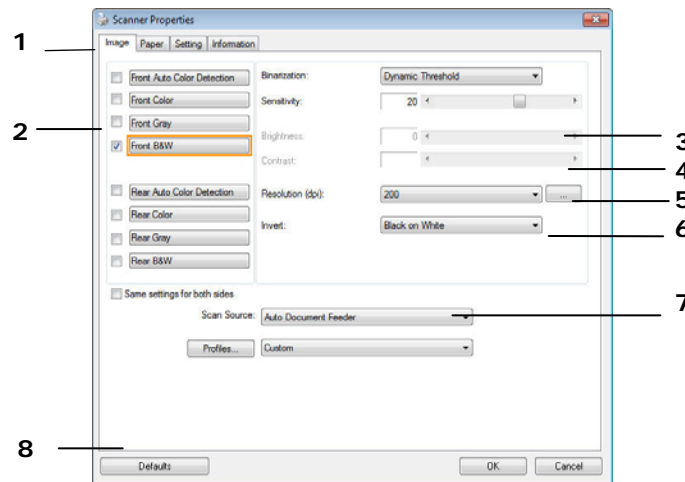 Scanner Properties
1
Image Paper Setting Information
Front Auto Color Detection Binarization: Dynamic Threshold
Front Color Sensitivity: 20
Front Gray
2 Brightness: 0 3
Front B&W
Contrast: 4
Rear Auto Color Detection Resolution (dpi): 200 ... 5
Rear Color
Invert: Black on White 6
Rear Gray
Rear B&W
Same settings for both sides
Scan Source: Auto Document Feeder 7
Profiles... Custom
8
Defaults OK Cancel